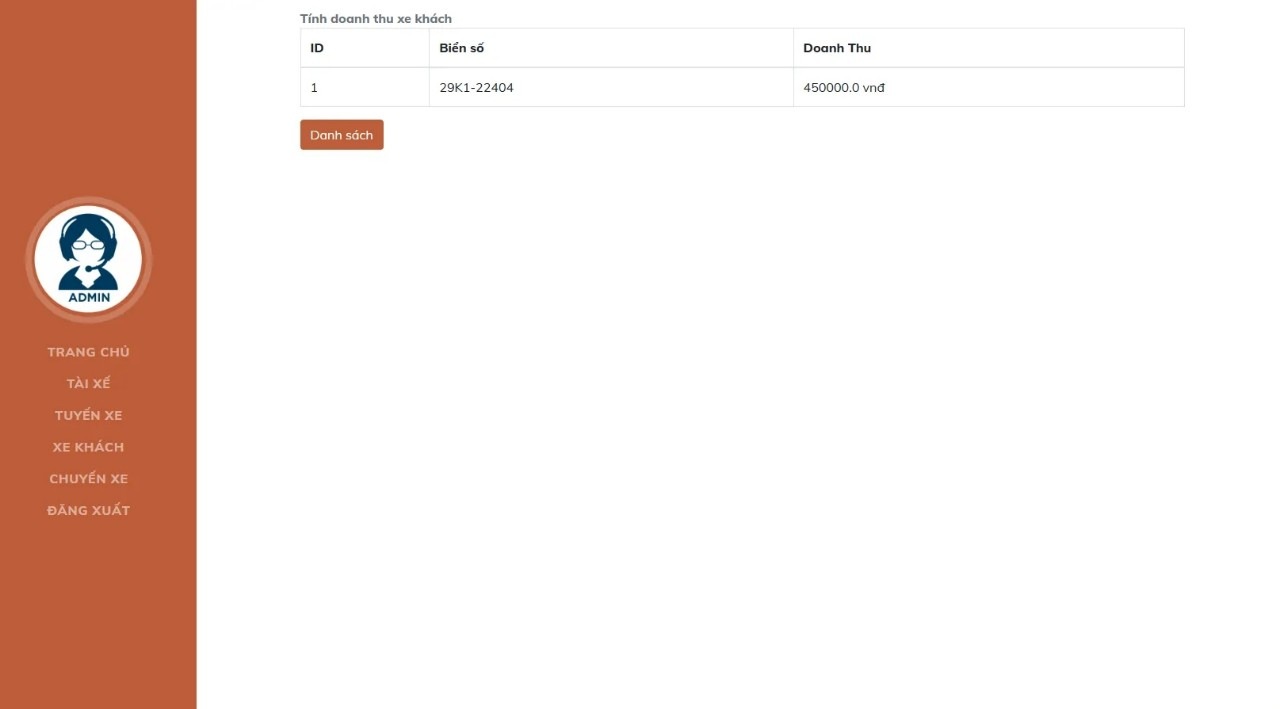 Tính doanh thu xe khách
ID Biển số Doanh Thu
1 29K1-22404 450000.0 vnđ
Danh sách
ADMIN
TRANG CHỦ
TÀI XẾ
TUYẾN XE
XE KHÁCH
CHUYẾN XE
ĐĂNG XUẤT